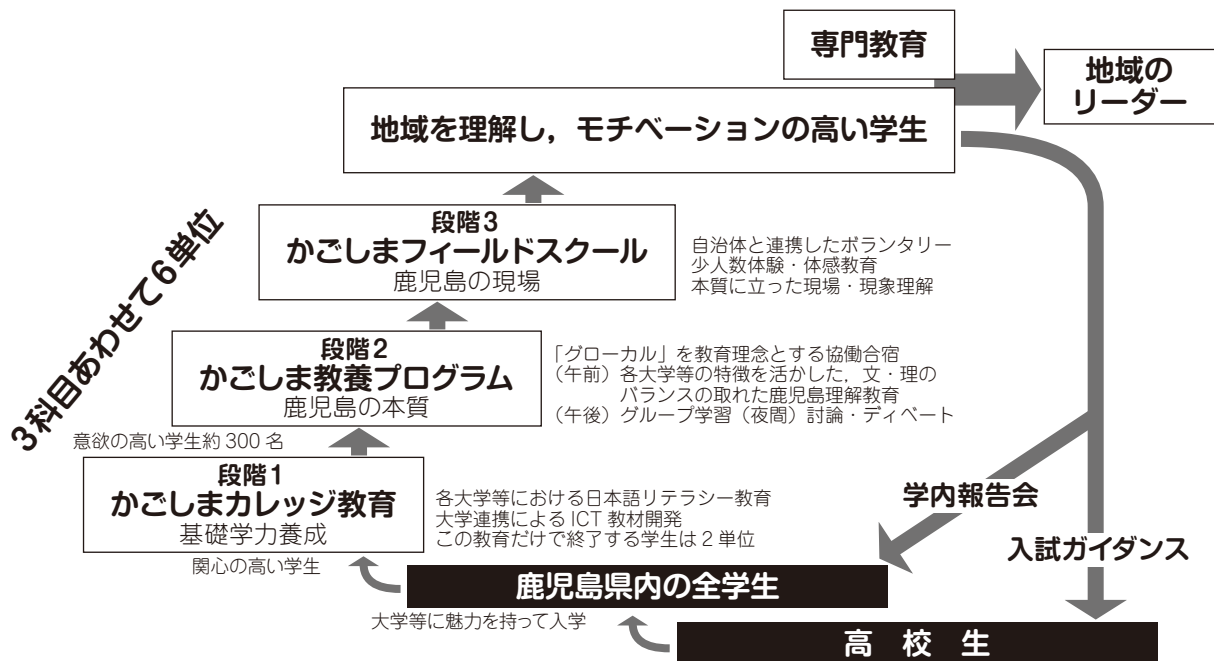 専門教育
地域の
リーダー
地域を理解し，モチベーションの高い学生
3科目あわせて6単位
段階3
かごしまフィールドスクール
鹿児島の現場
自治体と連携したボランタリー
少人数体験・体感教育
本質に立った現場・現象理解
段階2
かごしま教養プログラム
鹿児島の本質
「グローカル」を教育理念とする協働合宿
（午前）各大学等の特徴を活かした，文・理の
バランスの取れた鹿児島理解教育
（午後）グループ学習（夜間）討論・ディベート
意欲の高い学生約 300 名
段階1
かごしまカレッジ教育
基礎学力養成
各大学等における日本語リテラシー教育
大学連携による ICT 教材開発
この教育だけで終了する学生は 2 単位
関心の高い学生
学内報告会
入試ガイダンス
鹿児島県内の全学生
大学等に魅力を持って入学
高 校 生